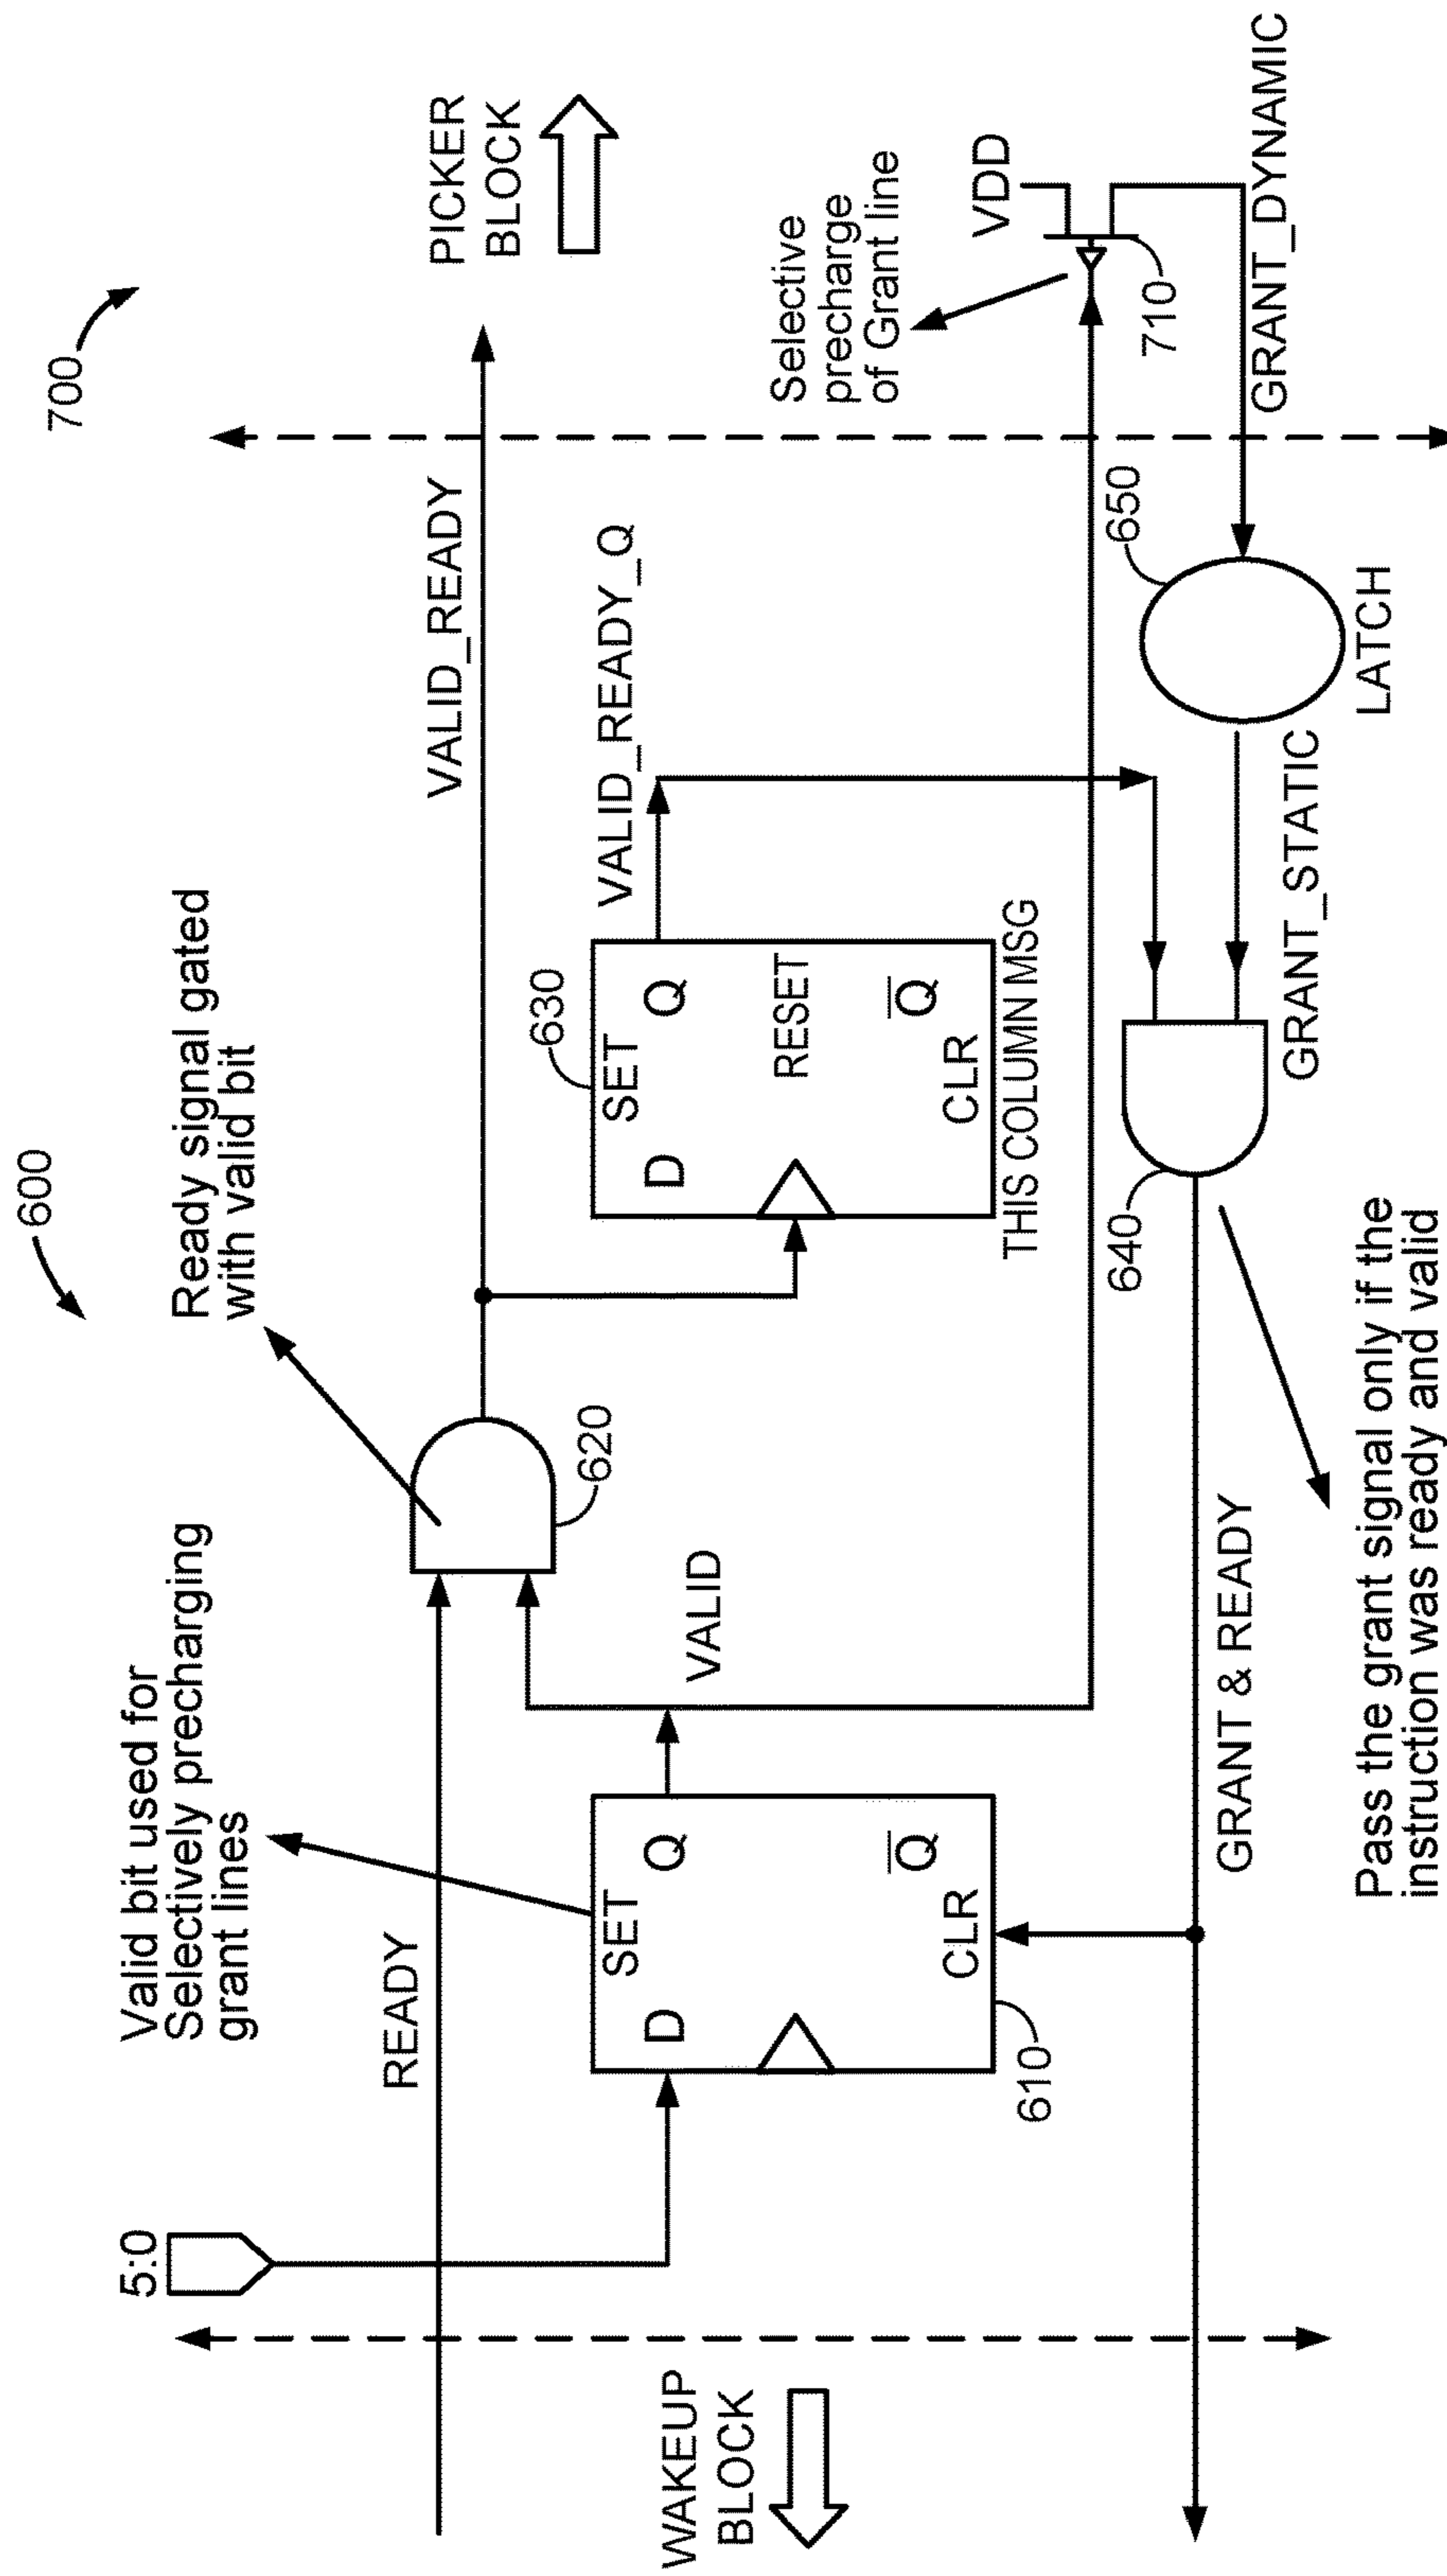 600
700
Valid bit used for
Selectively precharging
grant lines
Ready signal gated
with valid bit
5:0
READY
620
VALID_READY
PICKER
BLOCK
WAKEUP
BLOCK
SET
D
Q
Q
CLR
610
VALID
630
SET
D
Q
RESET
Q
CLR
THIS COLUMN MSG
VALID_READY_Q
Selective
precharge
of Grant line
VDD
710
GRANT_DYNAMIC
650
LATCH
GRANT_STATIC
640
GRANT & READY
Pass the grant signal only if the
instruction was ready and valid